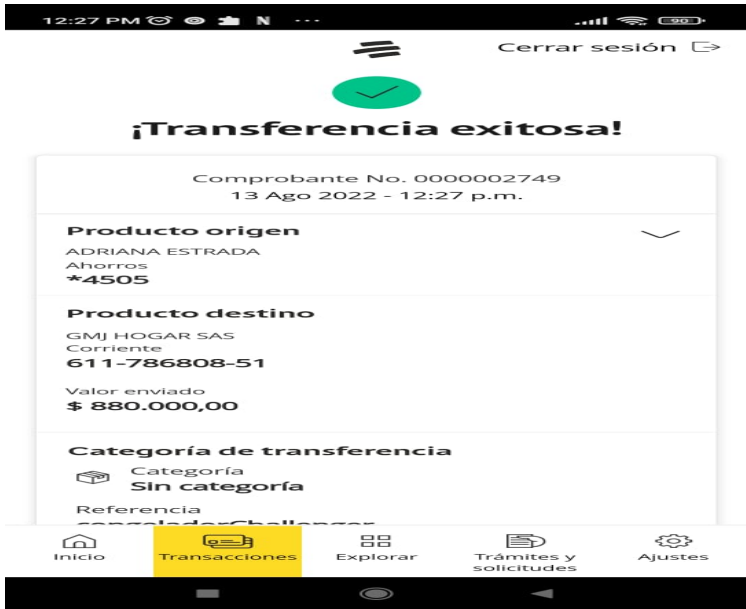 12:27 PM
N ...
90
Cerrar sesión
¡Transferencia exitosa!
Comprobante No. 0000002749
13 Ago 2022 - 12:27 p.m.
Producto origen
ADRIANA ESTRADA
Ahorros
*4505
Producto destino
GMJ HOGAR SAS
Corriente
611-786808-51
Valor enviado
$ 880.000,00
Categoría de transferencia
Categoría
Sin categoría
Referencia
congeladorChallenger
Inicio
Transacciones
Explorar
Trámites y
solicitudes
Ajustes